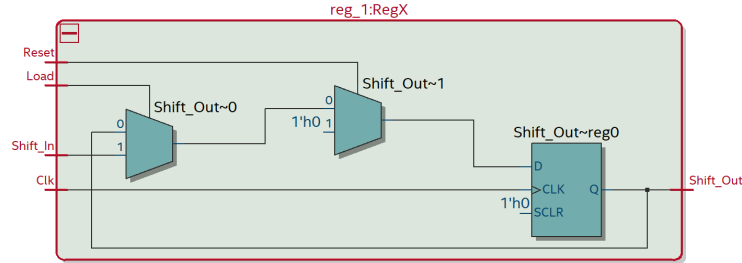 reg_1:RegX
Reset
Load
Shift_Out~1
Shift_Out~0
0
1'h0 1
0
1
Shift_In
Shift_Out~reg0
D
Clk
CLK Q
Shift_Out
1'h0
SCLR